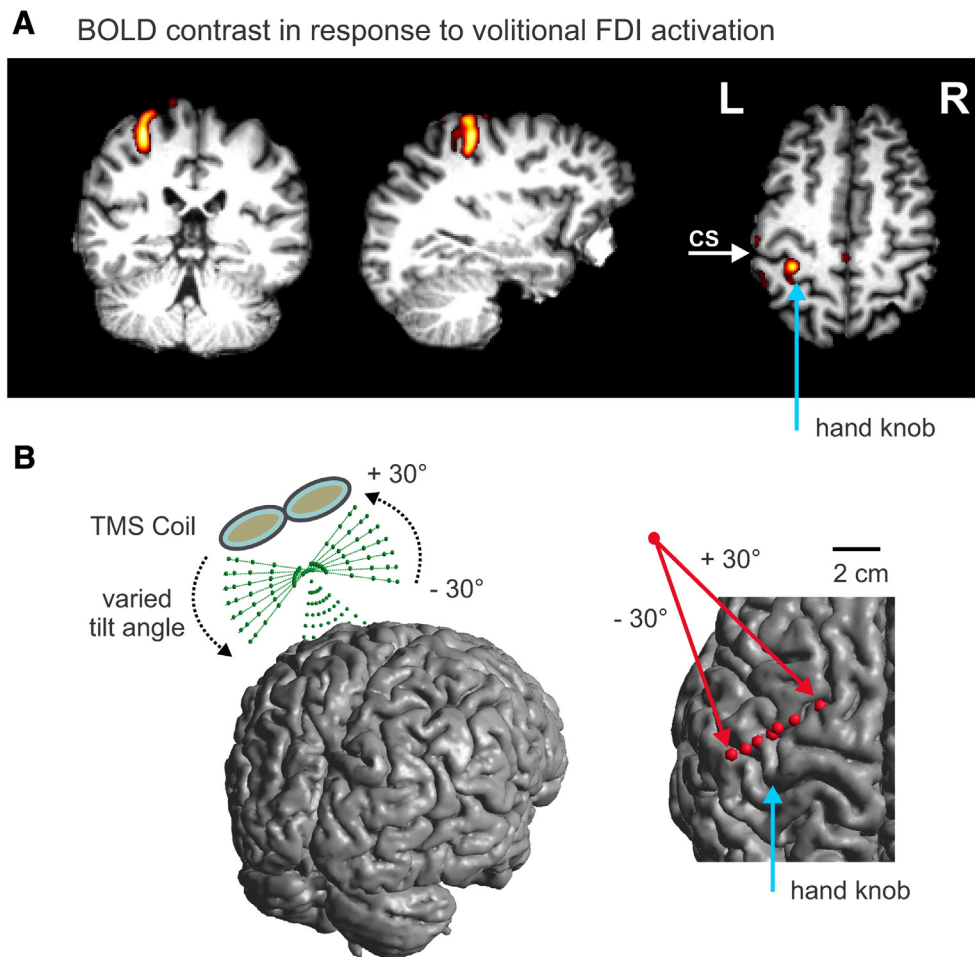 A
BOLD contrast in response to volitional FDI activation
L
R
CS
hand knob
B
+ 30°
TMS Coil
- 30°
varied
tilt angle
+ 30°
- 30°
2 cm
hand knob